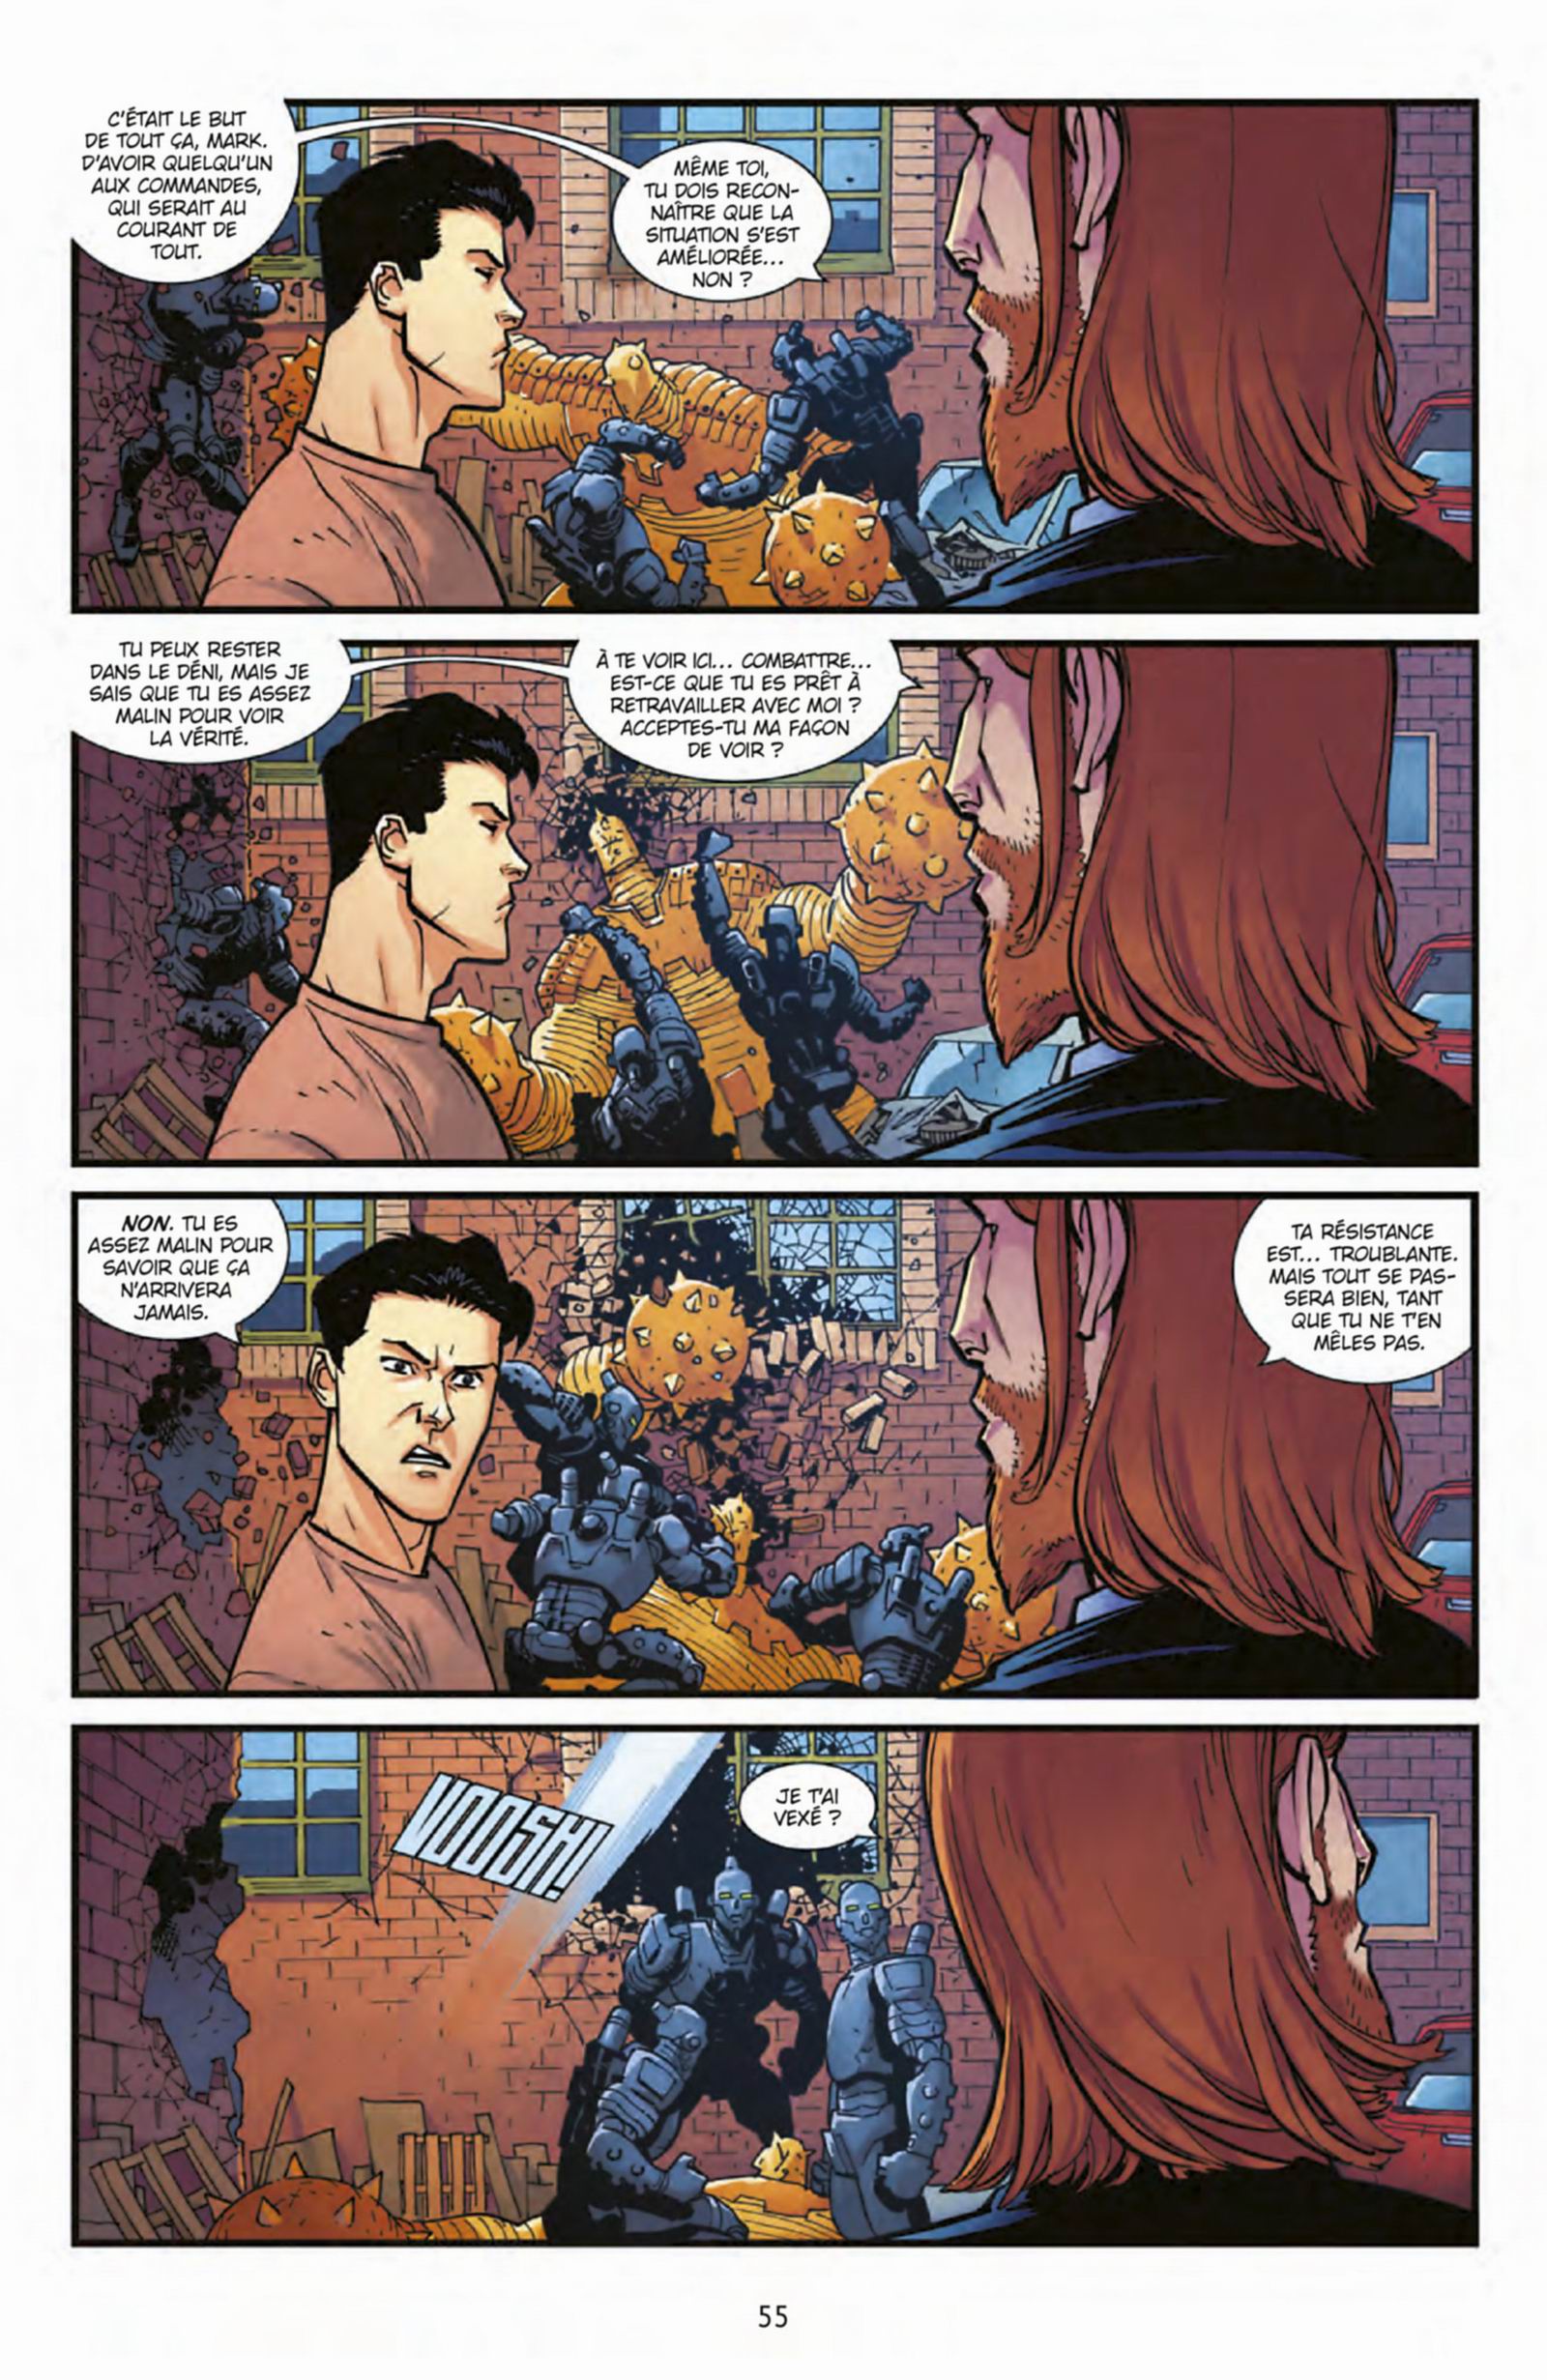 C'ÉTAIT LE BUT
DE TOUT ÇA, MARK.
D'AVOIR QUELQU'UN
AUX COMMANDES,
QUI SERAIT AU
COURANT DE
TOUT.
MÊME TOI,
TU DOIS RECON-
NAÎTRE QUE LA
SITUATION S'EST
AMÉLIORÉE...
NON ?
TU PEUX RESTER
DANS LE DÉNI, MAIS JE
SAIS QUE TU ES ASSEZ
MALIN POUR VOIR
LA VÉRITÉ.
À TE VOIR ICI... COMBATTRE...
EST-CE QUE TU ES PRÊT À
RETRAVAILLER AVEC MOI ?
ACCEPTES-TU MA FAÇON
DE VOIR ?
NON. TU ES
ASSEZ MALIN POUR
SAVOIR QUE ÇA
N'ARRIVERA
JAMAIS.
TA RÉSISTANCE
EST... TROUBLANTE.
MAIS TOUT SE PAS-
SERA BIEN, TANT
QUE TU NE T'EN
MÊLES PAS.
VOOSH!
JE T'AI
VEXÉ ?
55